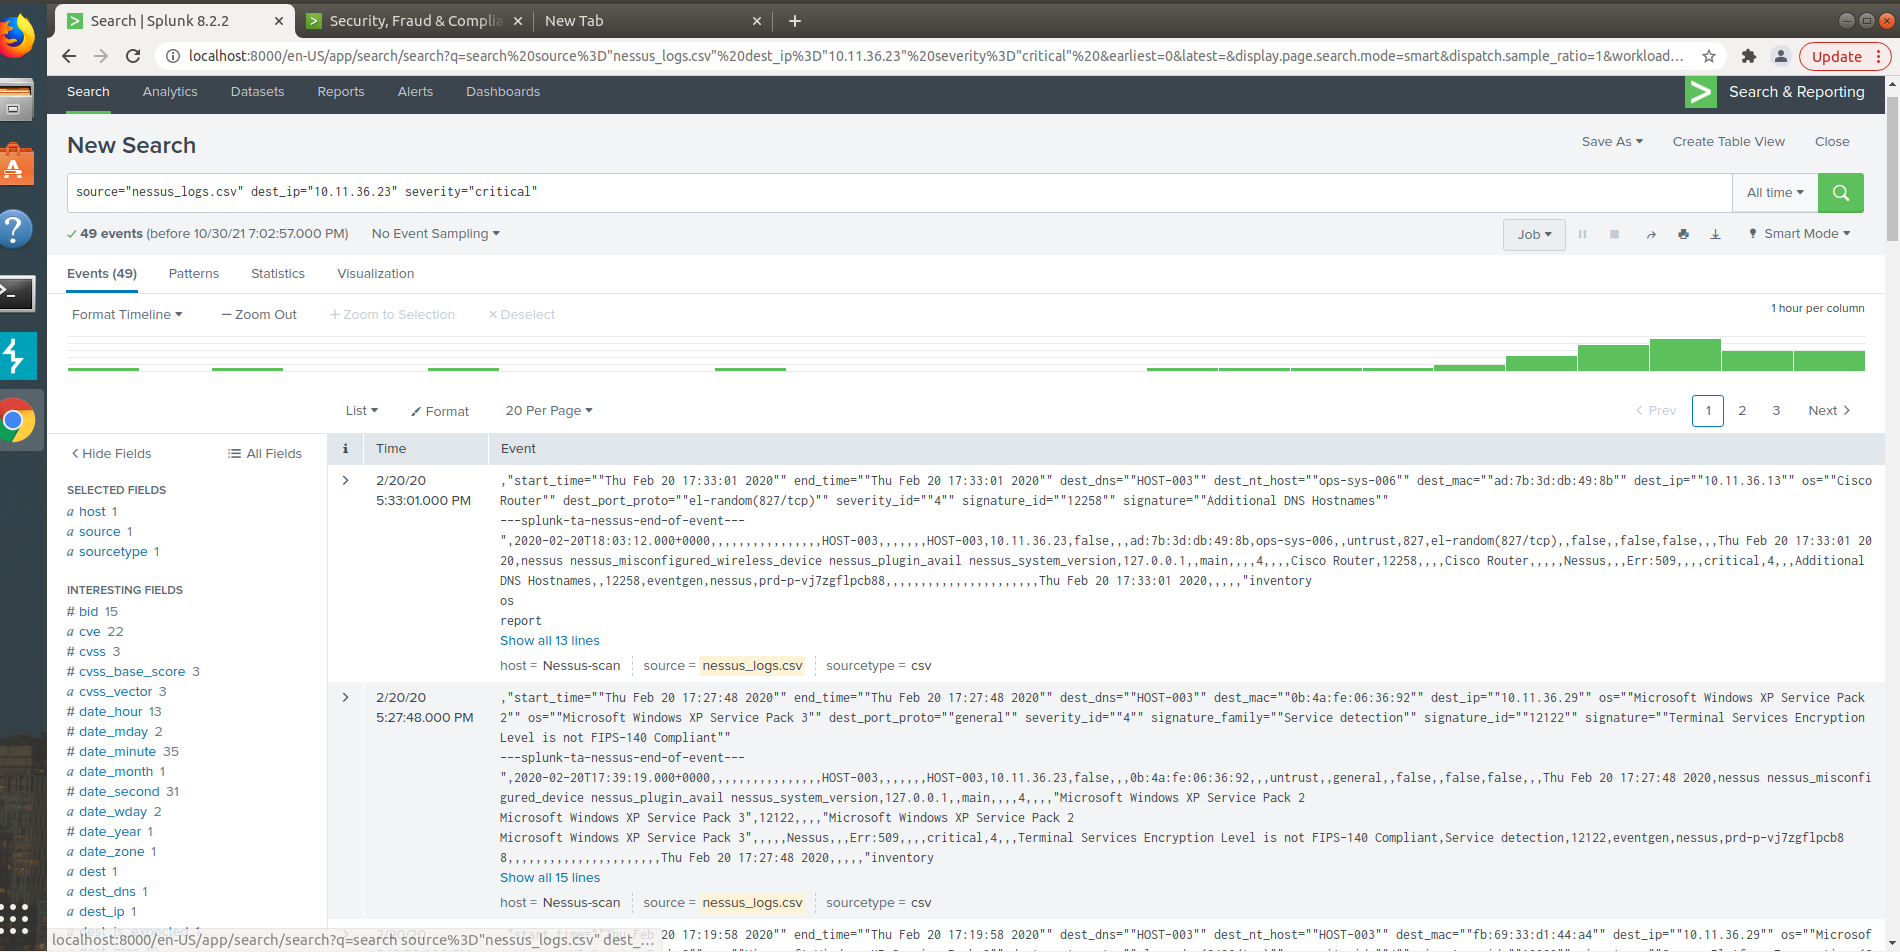 Search | Splunk 8.2.2
Security, Fraud & Complia
New Tab
localhost:8000/en-US/app/search/search?q=search%20source%3D"nessus_logs.csv"%20dest_ip%3D"10.11.36.23"%20severity%3D"critical"%20&earliest=0&latest=&display.page.search.mode=smart&dispatch.sample_ratio=1&workload...
Update
Search Analytics Datasets Reports Alerts Dashboards
Search & Reporting
New Search
Save As Create Table View Close
source="nessus_logs.csv" dest_ip="10.11.36.23" severity="critical"
All time
49 events (before 10/30/21 7:02:57.000 PM) No Event Sampling
Job Smart Mode
Events (49) Patterns Statistics Visualization
Format Timeline — Zoom Out + Zoom to Selection × Deselect
1 hour per column
List Format 20 Per Page
< Prev 1 2 3 Next >
< Hide Fields All Fields
SELECTED FIELDS
a host 1
a source 1
a sourcetype 1
INTERESTING FIELDS
# bid 15
a cve 22
# cvss 3
# cvss_base_score 3
a cvss_vector 3
# date_hour 13
# date_mday 2
# date_minute 35
a date_month 1
# date_second 31
a date_wday 2
# date_year 1
a date_zone 1
a dest 1
a dest_dns 1
a dest_ip 1
i Time Event
2/20/20
5:33:01.000 PM
,"start_time=""Thu Feb 20 17:33:01 2020"" end_time=""Thu Feb 20 17:33:01 2020"" dest_dns=""HOST-003"" dest_nt_host=""ops-sys-006"" dest_mac=""ad:7b:3d:db:49:8b"" dest_ip=""10.11.36.13"" os=""Cisco
Router"" dest_port_proto=""el-random(827/tcp)"" severity_id=""4"" signature_id=""12258"" signature=""Additional DNS Hostnames""
---splunk-ta-nessus-end-of-event---
",2020-02-20T18:03:12.000+0000,,,,,,,,,,,,,,,,HOST-003,,,,,,,HOST-003,10.11.36.23,false,,,ad:7b:3d:db:49:8b,ops-sys-006,,untrust,827,el-random(827/tcp),,false,,false,false,,,Thu Feb 20 17:33:01 20
20,nessus nessus_misconfigured_wireless_device nessus_plugin_avail nessus_system_version,127.0.0.1,,main,,,,4,,,,Cisco Router,12258,,,,Cisco Router,,,,,Nessus,,,Err:509,,,,critical,4,,,Additional
DNS Hostnames,,12258,eventgen,nessus,prd-p-vj7zgflpcb88,,,,,,,,,,,,,,,,,,,,,,Thu Feb 20 17:33:01 2020,,,,,"inventory
os
report
Show all 13 lines
host = Nessus-scan source = nessus_logs.csv sourcetype = csv
2/20/20
5:27:48.000 PM
,"start_time=""Thu Feb 20 17:27:48 2020"" end_time=""Thu Feb 20 17:27:48 2020"" dest_dns=""HOST-003"" dest_mac=""0b:4a:fe:06:36:92"" dest_ip=""10.11.36.29"" os=""Microsoft Windows XP Service Pack
2"" os=""Microsoft Windows XP Service Pack 3"" dest_port_proto=""general"" severity_id=""4"" signature_family=""Service detection"" signature_id=""12122"" signature=""Terminal Services Encryption
Level is not FIPS-140 Compliant""
---splunk-ta-nessus-end-of-event---
",2020-02-20T17:39:19.000+0000,,,,,,,,,,,,,,,,HOST-003,,,,,,,HOST-003,10.11.36.23,false,,,0b:4a:fe:06:36:92,,,untrust,,general,,false,,false,false,,,Thu Feb 20 17:27:48 2020,nessus nessus_misconfi
gured_device nessus_plugin_avail nessus_system_version,127.0.0.1,,main,,,,4,,,,"Microsoft Windows XP Service Pack 2
Microsoft Windows XP Service Pack 3",12122,,,,"Microsoft Windows XP Service Pack 2
Microsoft Windows XP Service Pack 3",,,,,Nessus,,,Err:509,,,,critical,4,,,Terminal Services Encryption Level is not FIPS-140 Compliant,Service detection,12122,eventgen,nessus,prd-p-vj7zgflpcb8
8,,,,,,,,,,,,,,,,,,,,,,Thu Feb 20 17:27:48 2020,,,,,"inventory
Show all 15 lines
host = Nessus-scan source = nessus_logs.csv sourcetype = csv
20 17:19:58 2020"" end_time=""Thu Feb 20 17:19:58 2020"" dest_dns=""HOST-003"" dest_nt_host=""HOST-003"" dest_mac=""fb:69:33:d1:44:a4"" dest_ip=""10.11.36.29"" os=""Microsof
localhost:8000/en-US/app/search/search?q=search source%3D"nessus_logs.csv" dest_...